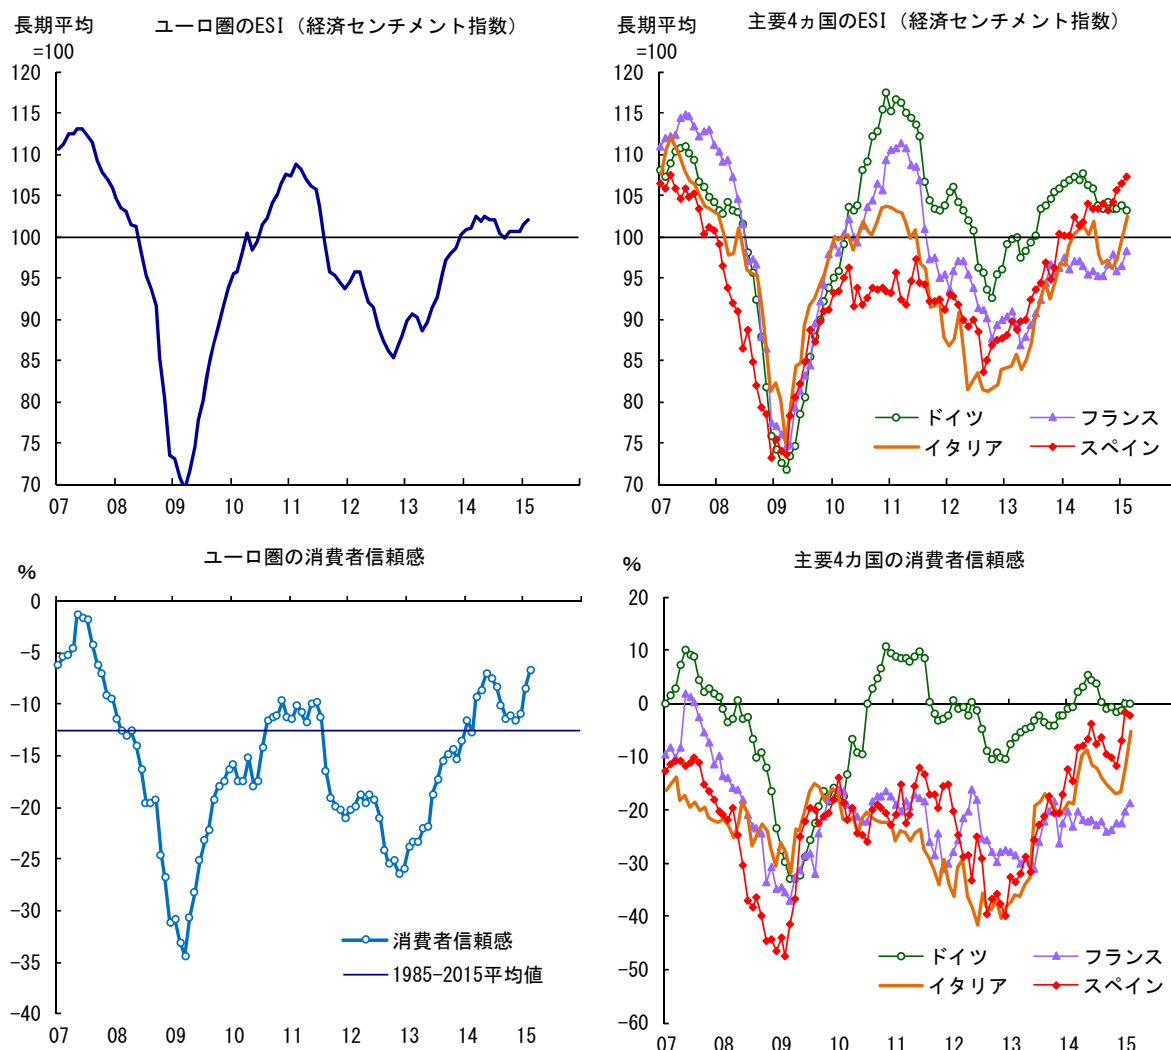 ユーロ圏のESI（経済センチメント指数）
長期平均
=100
120
115
110
105
100
95
90
85
80
75
70
07 08 09 10 11 12 13 14 15
主要4ヵ国のESI（経済センチメント指数）
長期平均
=100
120
115
110
105
100
95
90
85
80
75
70
ドイツ フランス
イタリア スペイン
07 08 09 10 11 12 13 14 15
ユーロ圏の消費者信頼感
%
0
-5
-10
-15
-20
-25
-30
-35
-40
消費者信頼感
1985-2015平均値
07 08 09 10 11 12 13 14 15
主要4カ国の消費者信頼感
%
20
10
0
-10
-20
-30
-40
-50
-60
ドイツ フランス
イタリア スペイン
07 08 09 10 11 12 13 14 15